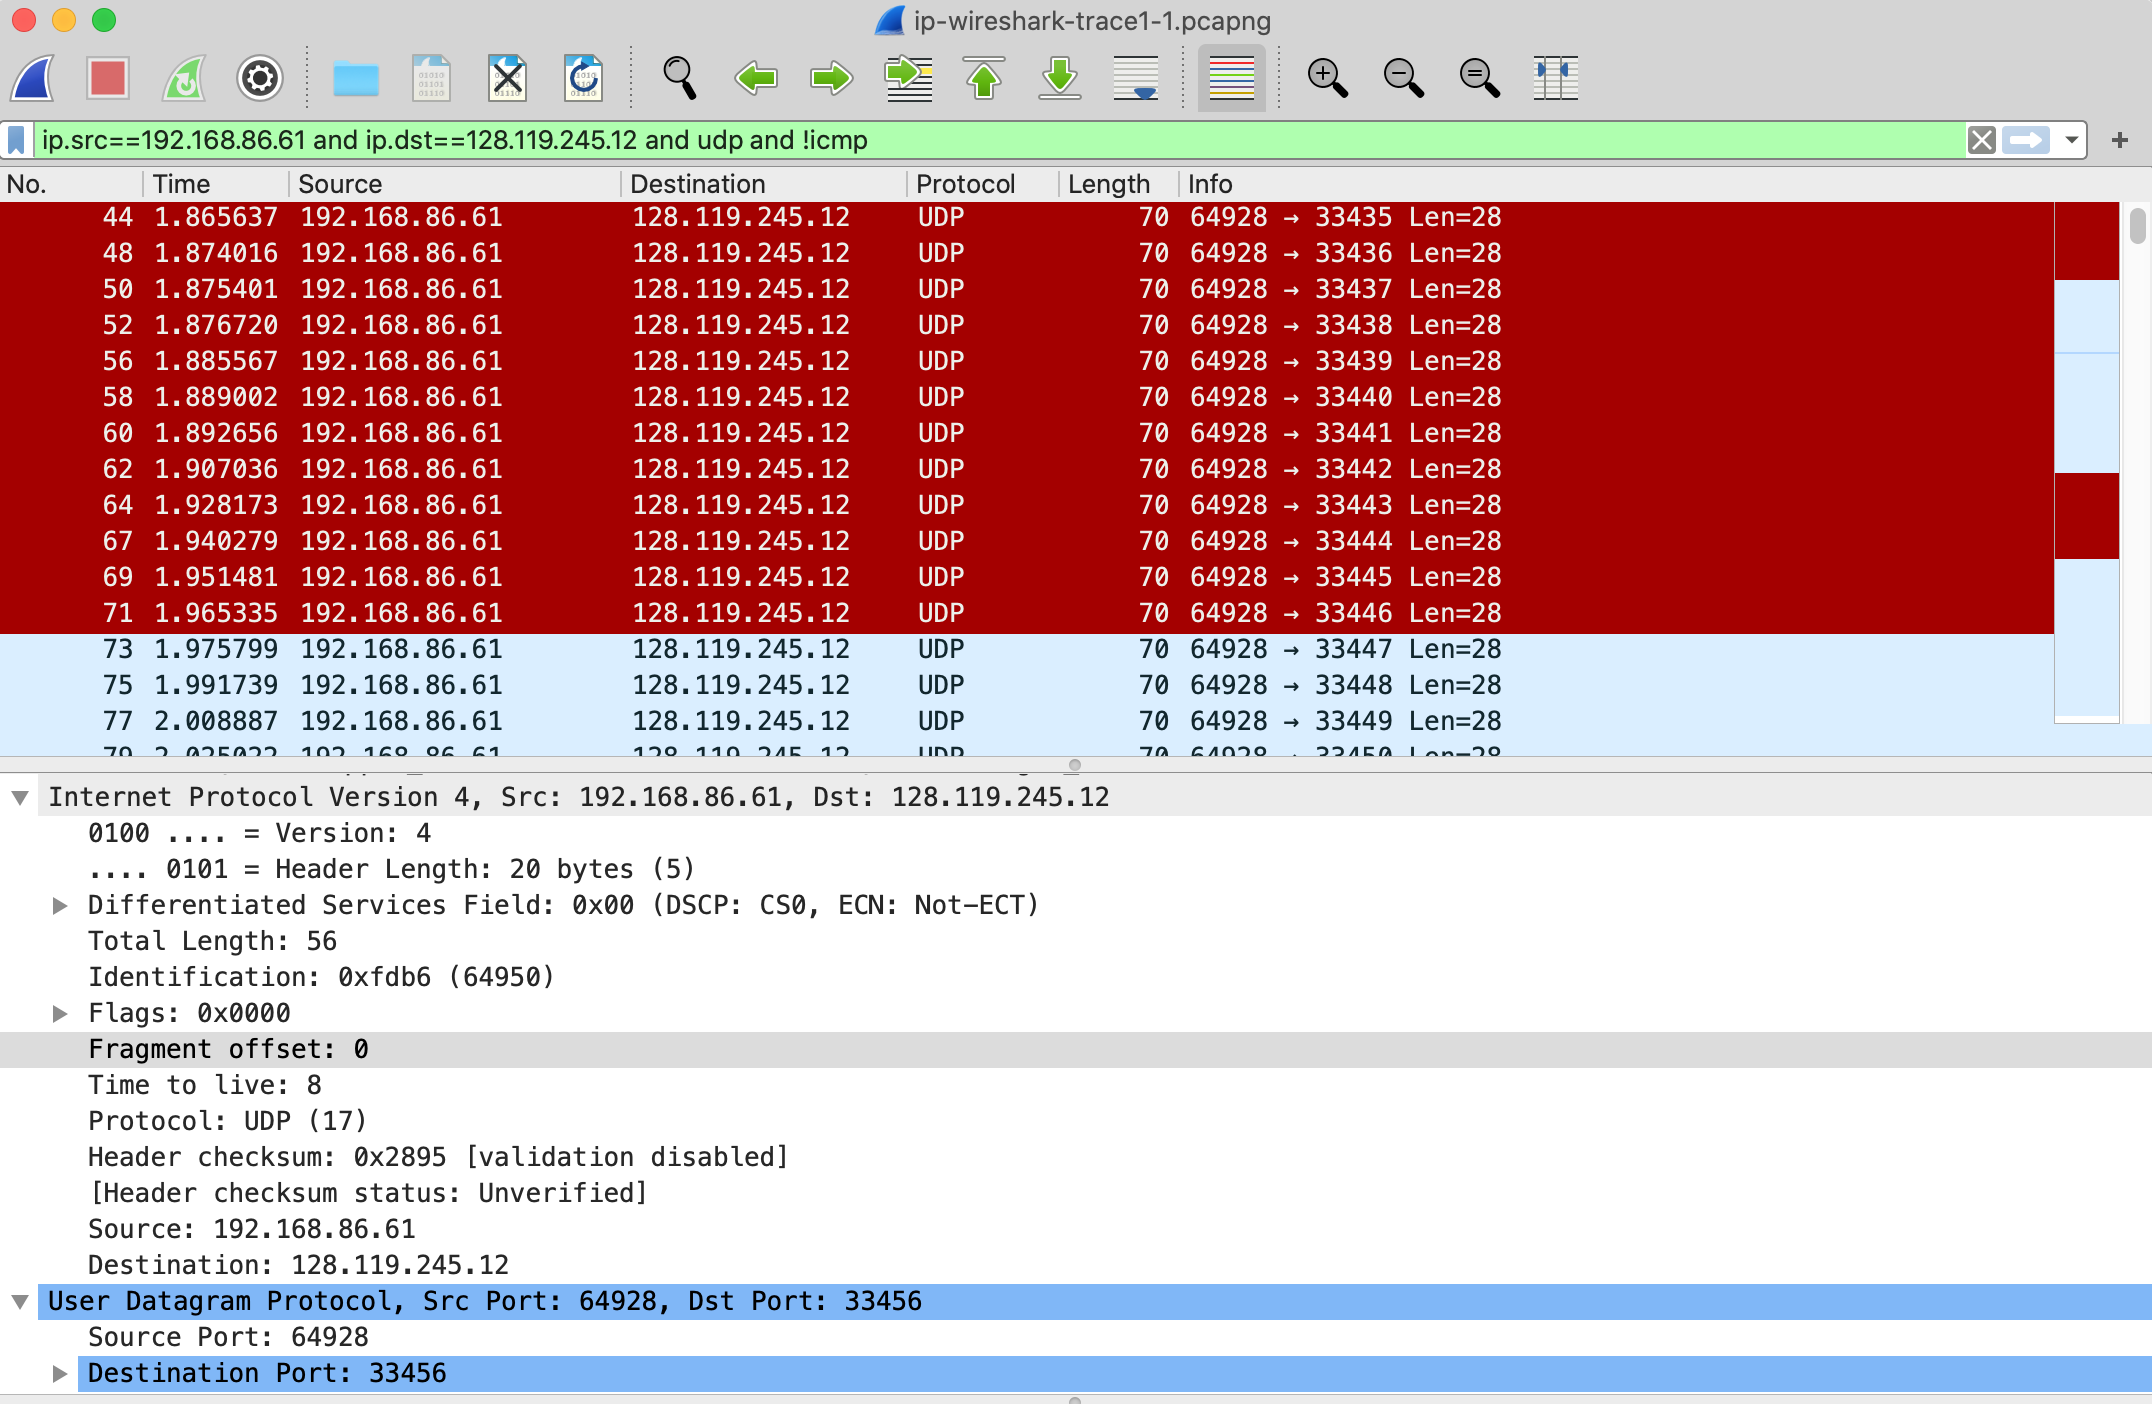 ip-wireshark-trace1-1.pcapng
ip.src==192.168.86.61 and ip.dst==128.119.245.12 and udp and !icmp
No. Time Source Destination Protocol Length Info
44 1.865637 192.168.86.61 128.119.245.12 UDP 70 64928 → 33435 Len=28
48 1.874016 192.168.86.61 128.119.245.12 UDP 70 64928 → 33436 Len=28
50 1.875401 192.168.86.61 128.119.245.12 UDP 70 64928 → 33437 Len=28
52 1.876720 192.168.86.61 128.119.245.12 UDP 70 64928 → 33438 Len=28
56 1.885567 192.168.86.61 128.119.245.12 UDP 70 64928 → 33439 Len=28
58 1.889002 192.168.86.61 128.119.245.12 UDP 70 64928 → 33440 Len=28
60 1.892656 192.168.86.61 128.119.245.12 UDP 70 64928 → 33441 Len=28
62 1.907036 192.168.86.61 128.119.245.12 UDP 70 64928 → 33442 Len=28
64 1.928173 192.168.86.61 128.119.245.12 UDP 70 64928 → 33443 Len=28
67 1.940279 192.168.86.61 128.119.245.12 UDP 70 64928 → 33444 Len=28
69 1.951481 192.168.86.61 128.119.245.12 UDP 70 64928 → 33445 Len=28
71 1.965335 192.168.86.61 128.119.245.12 UDP 70 64928 → 33446 Len=28
73 1.975799 192.168.86.61 128.119.245.12 UDP 70 64928 → 33447 Len=28
75 1.991739 192.168.86.61 128.119.245.12 UDP 70 64928 → 33448 Len=28
77 2.008887 192.168.86.61 128.119.245.12 UDP 70 64928 → 33449 Len=28
79 2.025022 192.168.86.61 128.119.245.12 UDP 70 64928 → 33450 Len=28
Internet Protocol Version 4, Src: 192.168.86.61, Dst: 128.119.245.12
0100 .... = Version: 4
.... 0101 = Header Length: 20 bytes (5)
Differentiated Services Field: 0x00 (DSCP: CS0, ECN: Not-ECT)
Total Length: 56
Identification: 0xfdb6 (64950)
Flags: 0x0000
Fragment offset: 0
Time to live: 8
Protocol: UDP (17)
Header checksum: 0x2895 [validation disabled]
[Header checksum status: Unverified]
Source: 192.168.86.61
Destination: 128.119.245.12
User Datagram Protocol, Src Port: 64928, Dst Port: 33456
Source Port: 64928
Destination Port: 33456